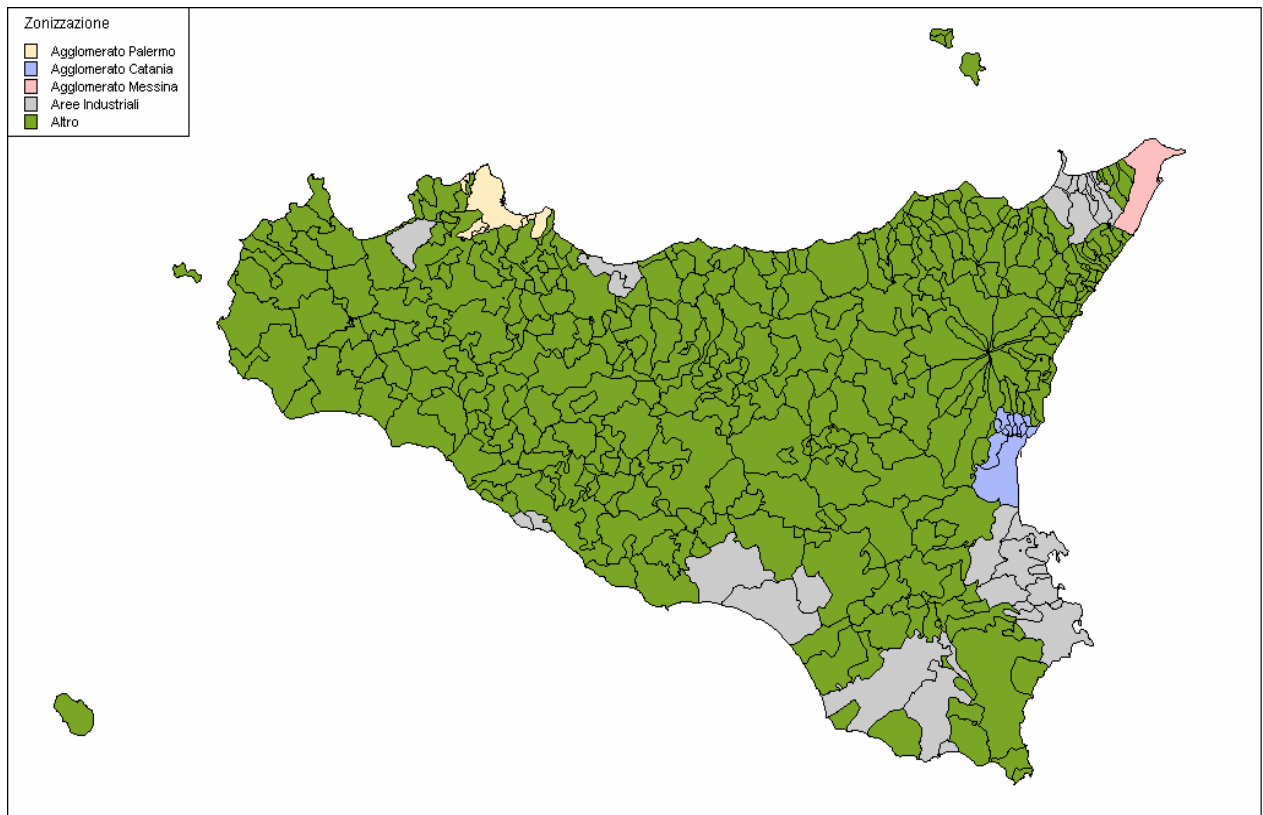 Zonizzazione
Agglomerato Palermo
Agglomerato Catania
Agglomerato Messina
Aree Industriali
Altro